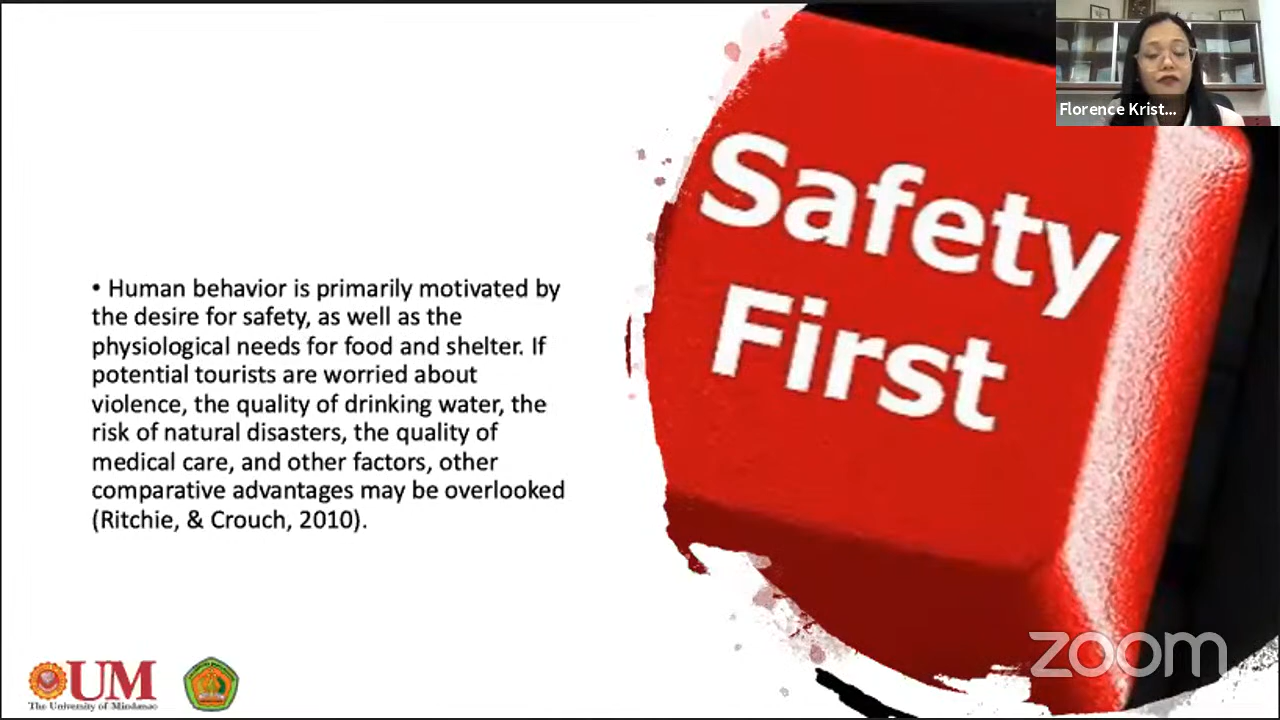 Florence Krist...
Safety
First
• Human behavior is primarily motivated by
the desire for safety, as well as the
physiological needs for food and shelter. If
potential tourists are worried about
violence, the quality of drinking water, the
risk of natural disasters, the quality of
medical care, and other factors, other
comparative advantages may be overlooked
(Ritchie, & Crouch, 2010).
UM
The University of Mindanao
zoom